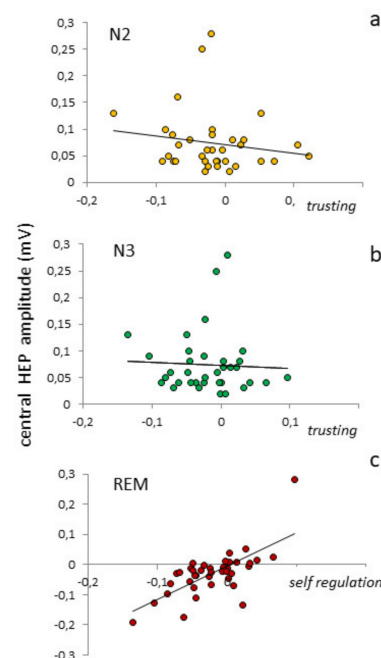 a
N2
0,3
0,25
0,2
0,15
0,1
0,05
0
-0,2 -0,1 0 0,
trusting
central HEP amplitude (mV)
b
N3
0,3
0,25
0,2
0,15
0,1
0,05
0
-0,2 -0,1 0 0,1
trusting
c
REM
0,3
0,2
0,1
0
-0,1
-0,2
-0,3
-0,2 -0,1 0
self regulation